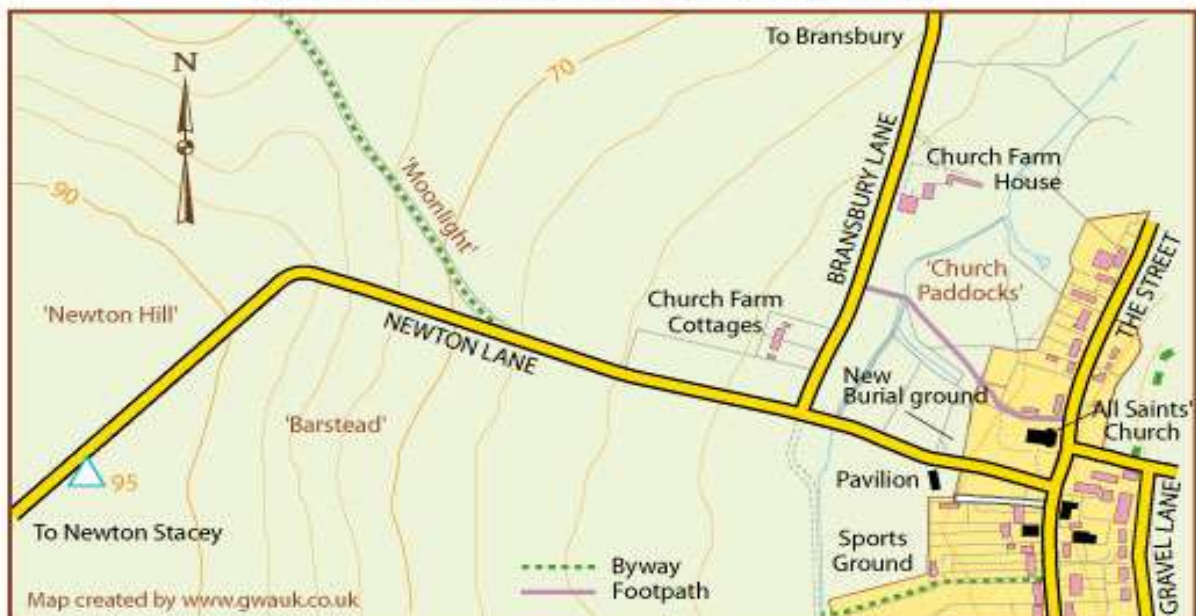 To Bransbury
N
70
'Moonlight'
BRANSBURY LANE
Church Farm
House
90
THE STREET
'Church
Paddocks'
'Newton Hill'
Church Farm
Cottages
NEWTON LANE
New
Burial ground
'Barstead'
All Saints'
Church
95
Pavilion
To Newton Stacey
GRAVEL LANE
Sports
Ground
Byway
Footpath
Map created by www.gwauk.co.uk